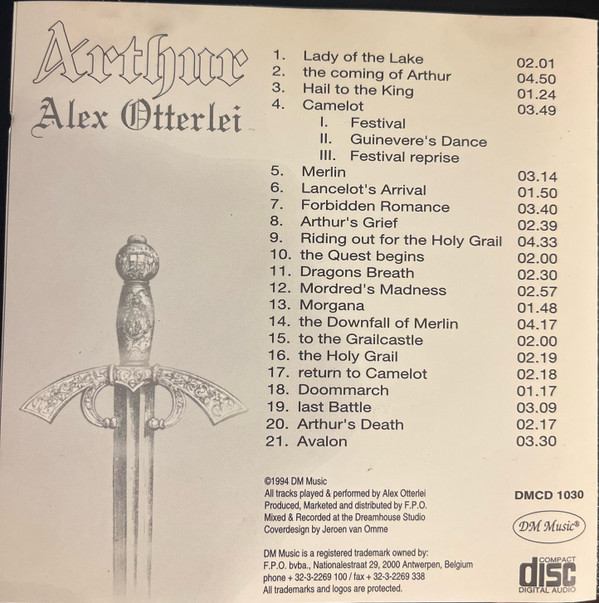 Arthur
Alex Otterlei
1. Lady of the Lake 02.01
2. the coming of Arthur 04.50
3. Hail to the King 01.24
4. Camelot 03.49
I. Festival
II. Guinevere's Dance
III. Festival reprise
5. Merlin 03.14
6. Lancelot's Arrival 01.50
7. Forbidden Romance 03.40
8. Arthur's Grief 02.39
9. Riding out for the Holy Grail 04.33
10. the Quest begins 02.00
11. Dragons Breath 02.30
12. Mordred's Madness 02.57
13. Morgana 01.48
14. the Downfall of Merlin 04.17
15. to the Grailcastle 02.00
16. the Holy Grail 02.19
17. return to Camelot 02.18
18. Doommarch 01.17
19. last Battle 03.09
20. Arthur's Death 02.17
21. Avalon 03.30
©1994 DM Music
All tracks played & performed by Alex Otterlei
Produced, Marketed and distributed by F.P.O.
Mixed & Recorded at the Dreamhouse Studio
Coverdesign by Jeroen van Omme
DM Music is a registered trademark owned by:
F.P.O. bvba., Nationalestraat 29, 2000 Antwerpen, Belgium
phone + 32-3-2269 100 / fax + 32-3-2269 338
All trademarks and logos are protected.
DMCD 1030
DM Music®
COMPACT
disc
DIGITAL AUDIO